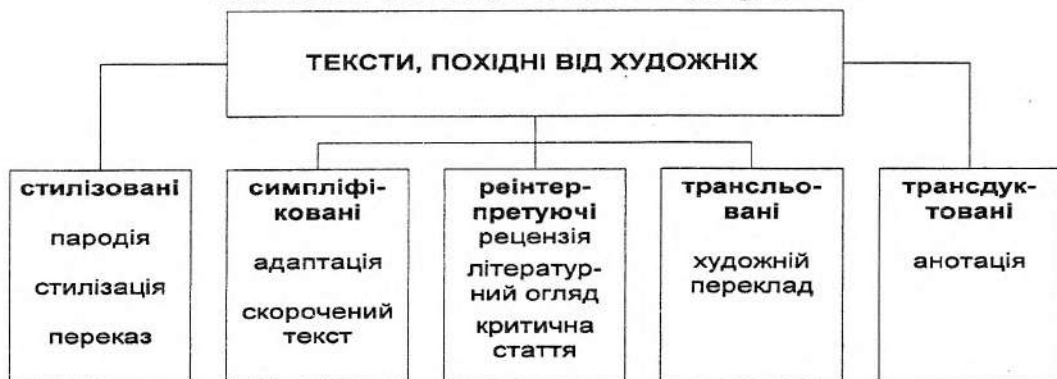 ТЕКСТИ, ПОХІДНІ ВІД ХУДОЖНІХ
стилізовані
пародія
стилізація
переказ
симпліфі-
ковані
адаптація
скорочений
текст
реінтер-
претуючі
рецензія
літератур-
ний огляд
критична
стаття
трансльо-
вані
художній
переклад
трансдук-
товані
анотація